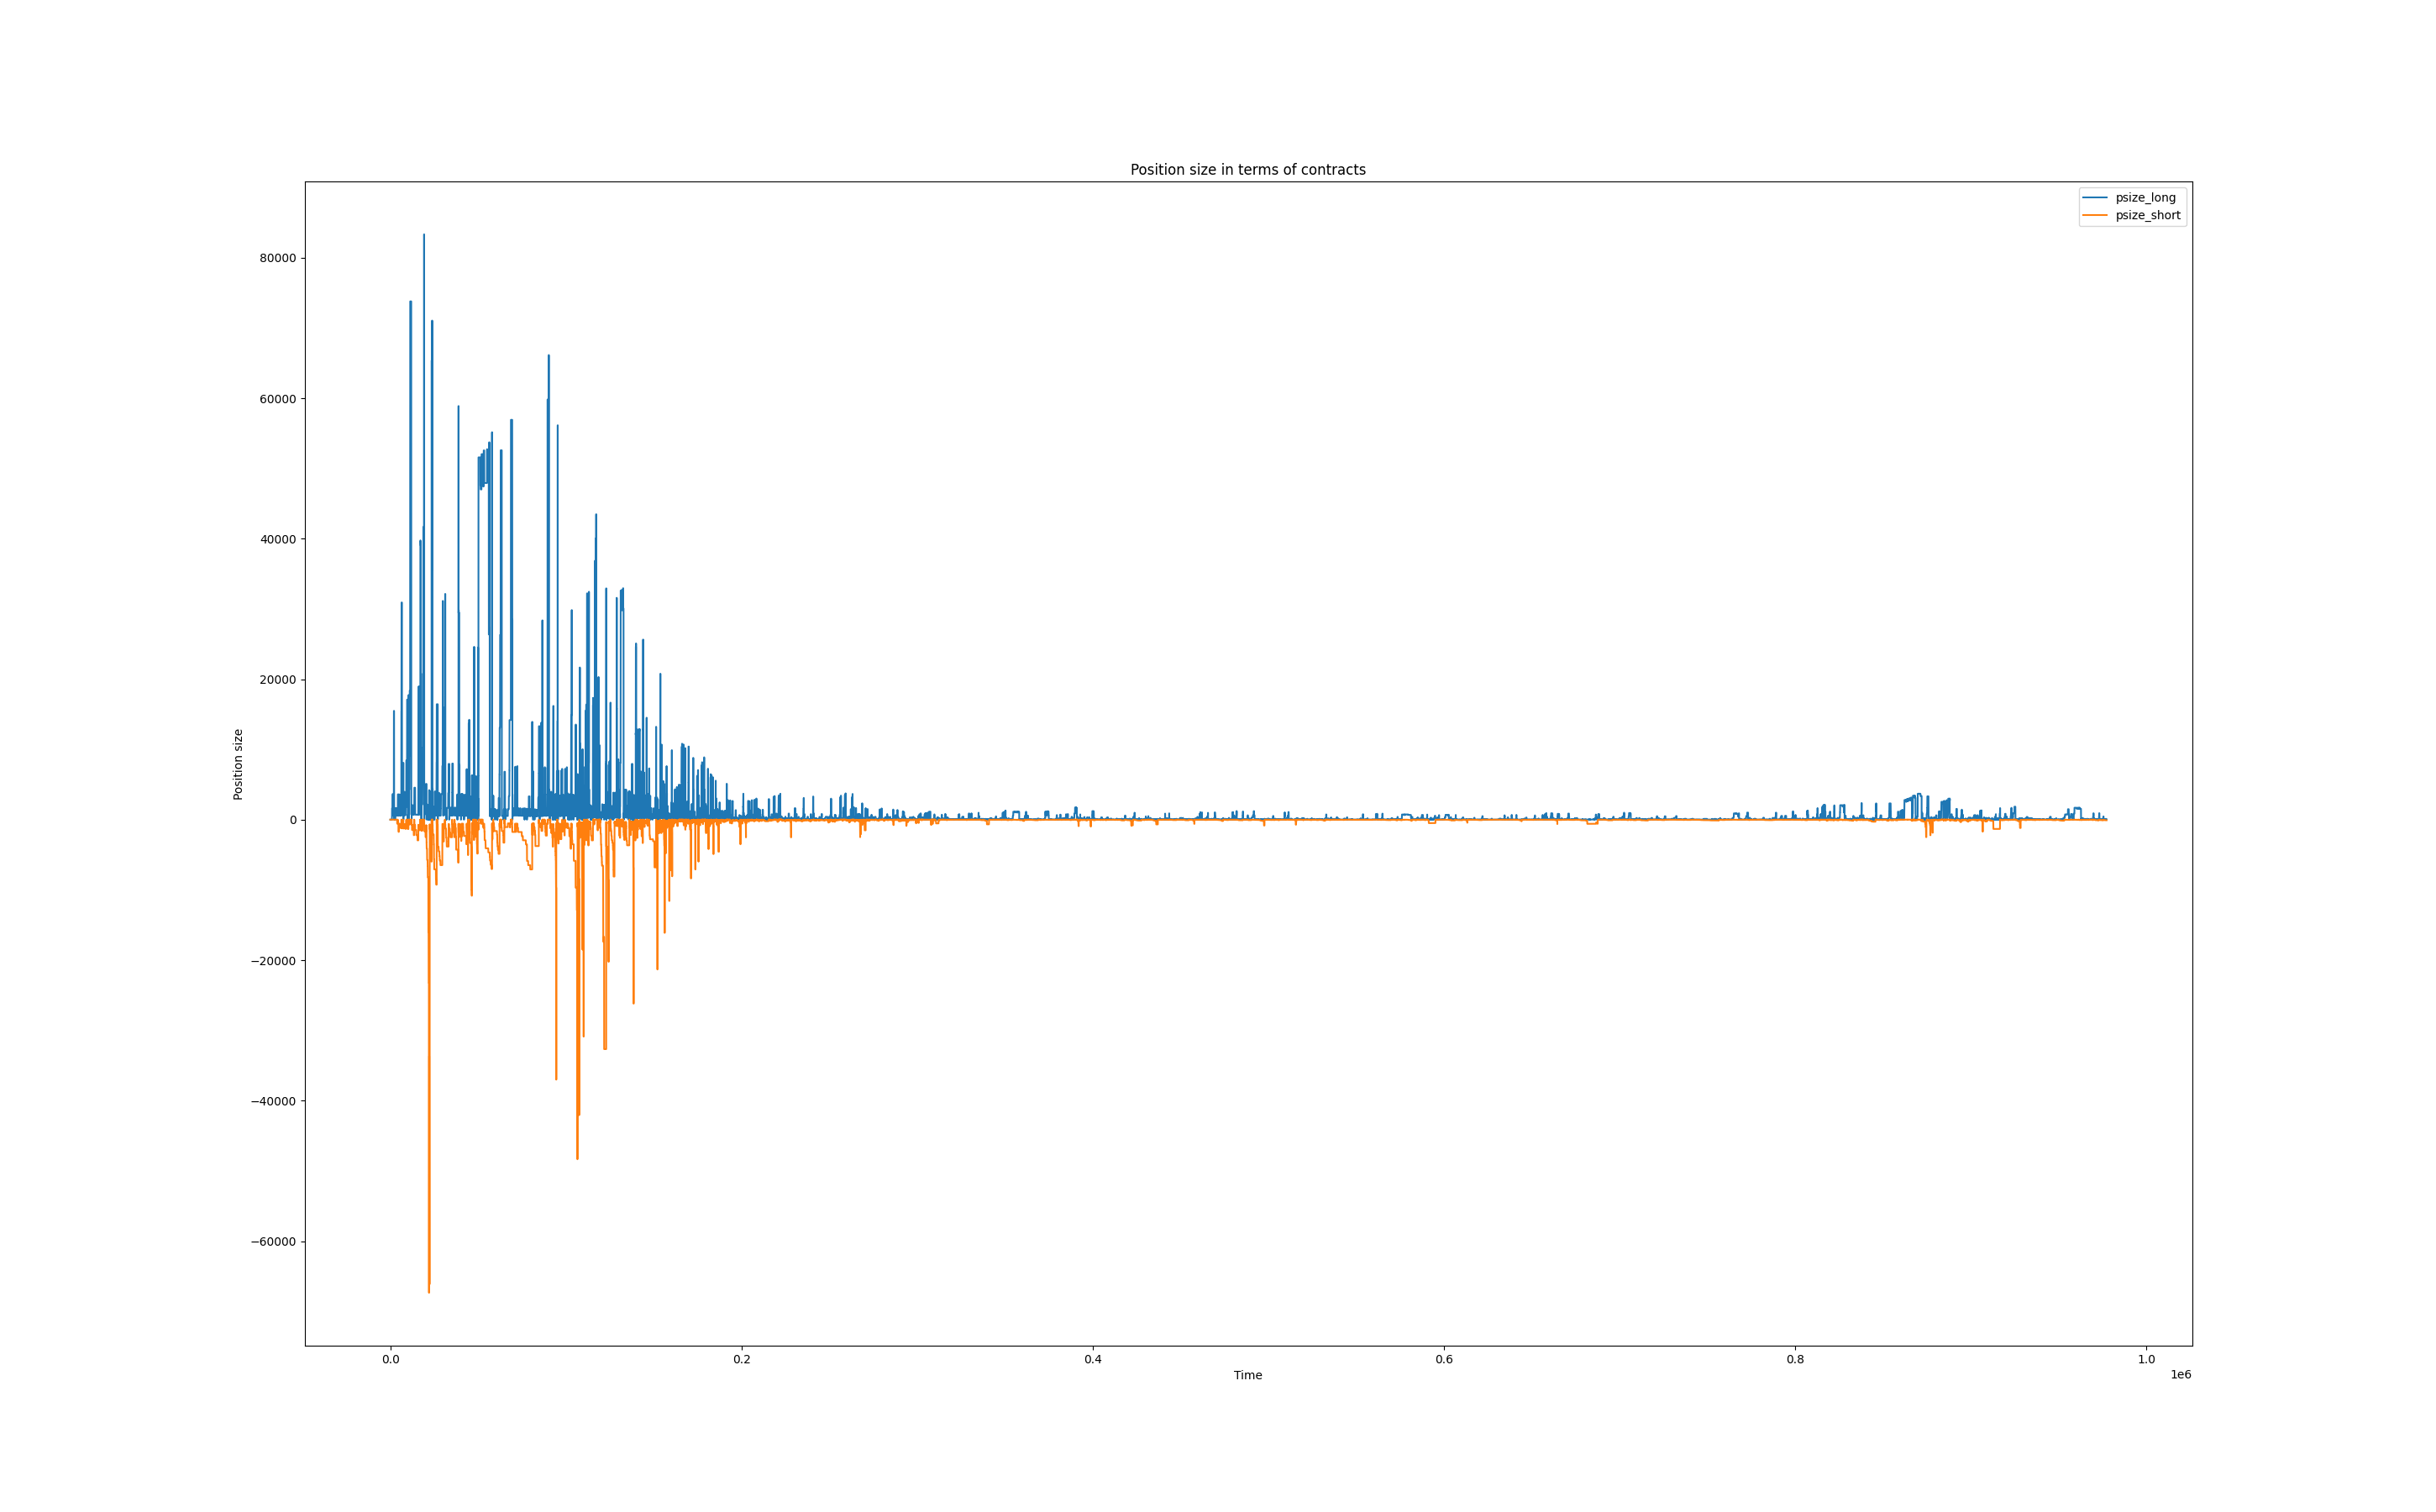 Position size in terms of contracts
psize_long
psize_short
80000
60000
40000
20000
0
−20000
−40000
−60000
Position size
0.0
0.2
0.4
0.6
0.8
1.0
Time
1e6